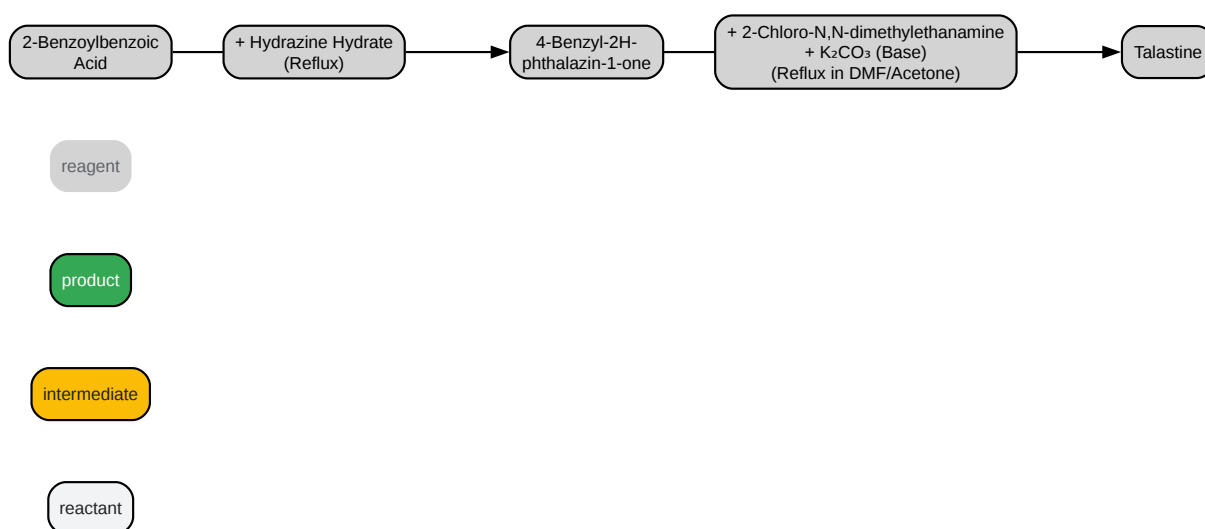 2-Benzoylbenzoic
Acid
+ Hydrazine Hydrate
(Reflux)
4-Benzyl-2H-
phthalazin-1-one
+ 2-Chloro-N,N-dimethylethanamine
+ K₂CO₃ (Base)
(Reflux in DMF/Acetone)
Talastine
reagent
product
intermediate
reactant